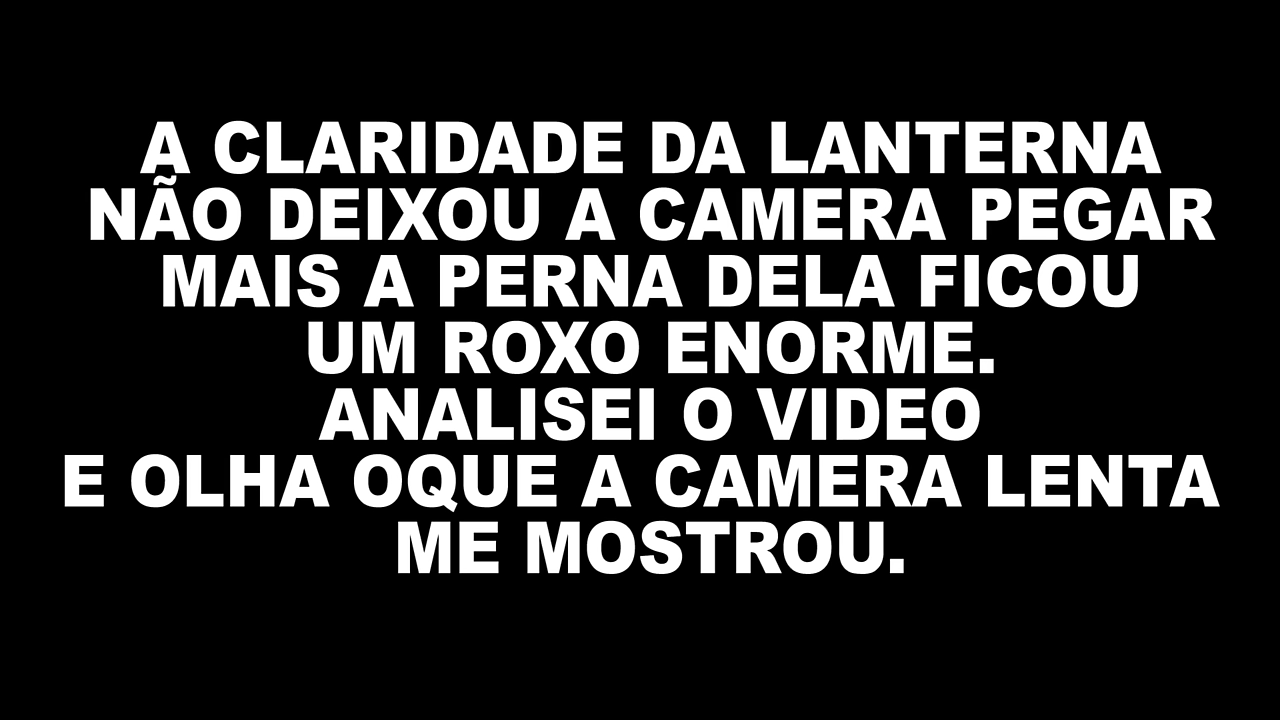 A CLARIDADE DA LANTERNA
NÃO DEIXOU A CAMERA PEGAR
MAIS A PERNA DELA FICOU
UM ROXO ENORME.
ANALISEI O VIDEO
E OLHA OQUE A CAMERA LENTA
ME MOSTROU.